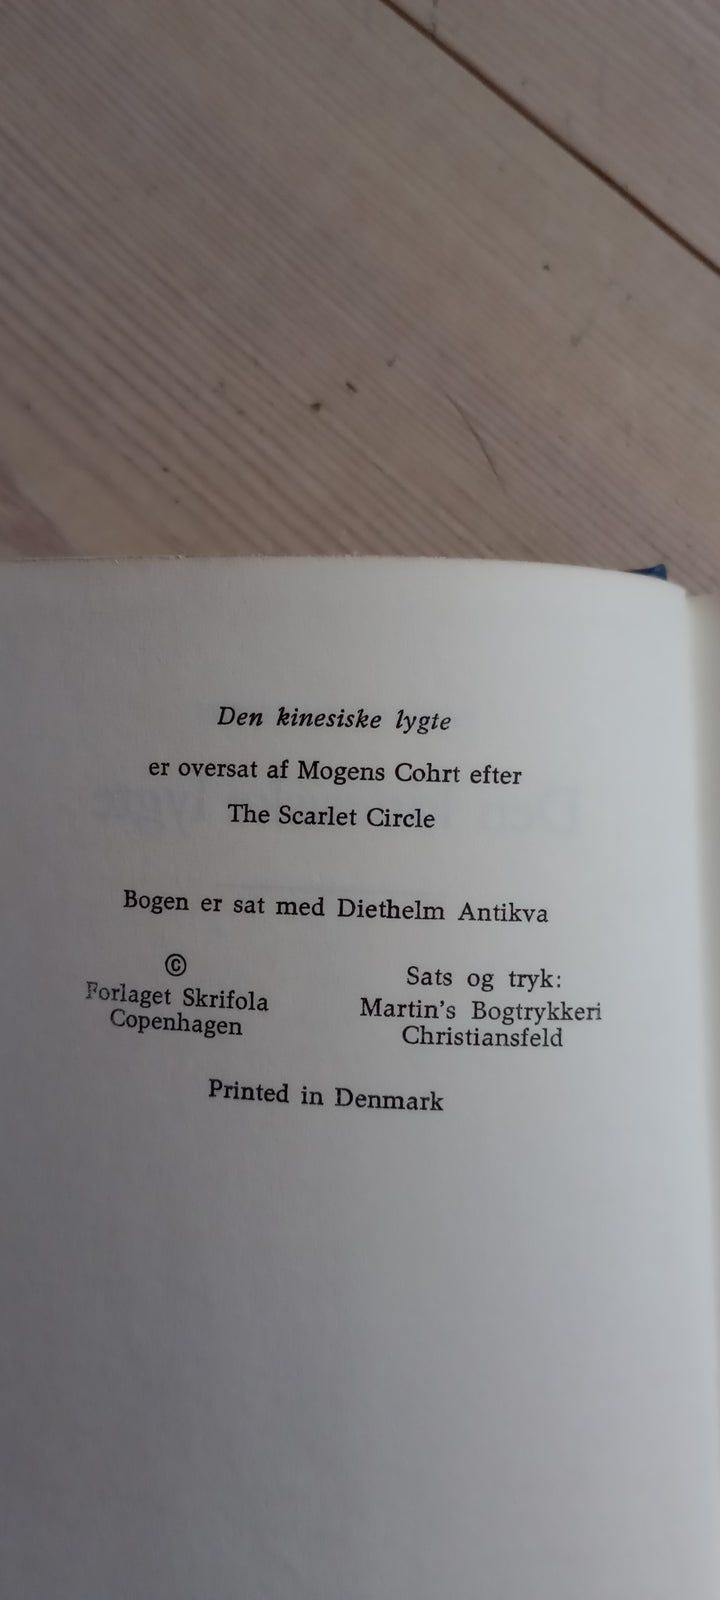 Den kinesiske lygte
er oversat af Mogens Cohrt efter
The Scarlet Circle
Bogen er sat med Diethelm Antikva
©
Forlaget Skrifola
Copenhagen
Sats og tryk:
Martin's Bogtrykkeri
Christiansfeld
Printed in Denmark